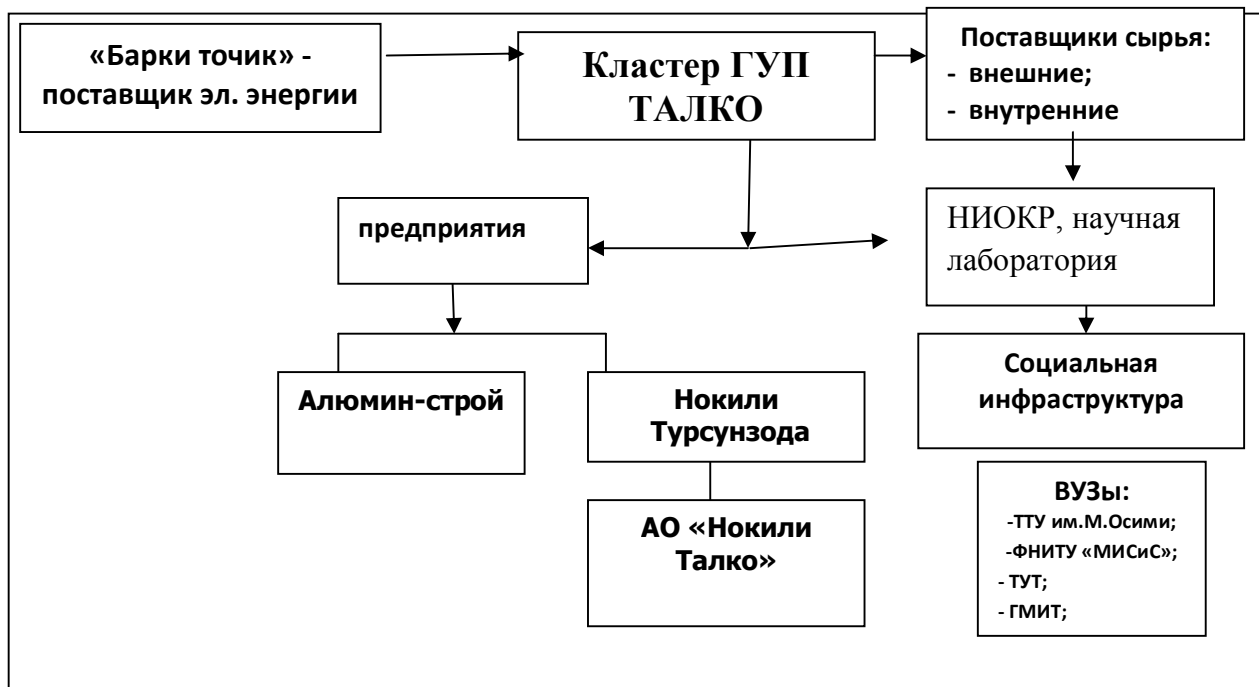 «Барки точик» -
поставщик эл. энергии
Кластер ГУП
ТАЛКО
Поставщики сырья:
- внешние;
- внутренние
предприятия
НИОКР, научная
лаборатория
Алюмин-строй
Нокили
Турсунзода
Социальная
инфраструктура
АО «Нокили
Талко»
ВУЗы:
-ТТУ им.М.Осими;
-ФНИТУ «МИСиС»;
- ТУТ;
- ГМИТ;